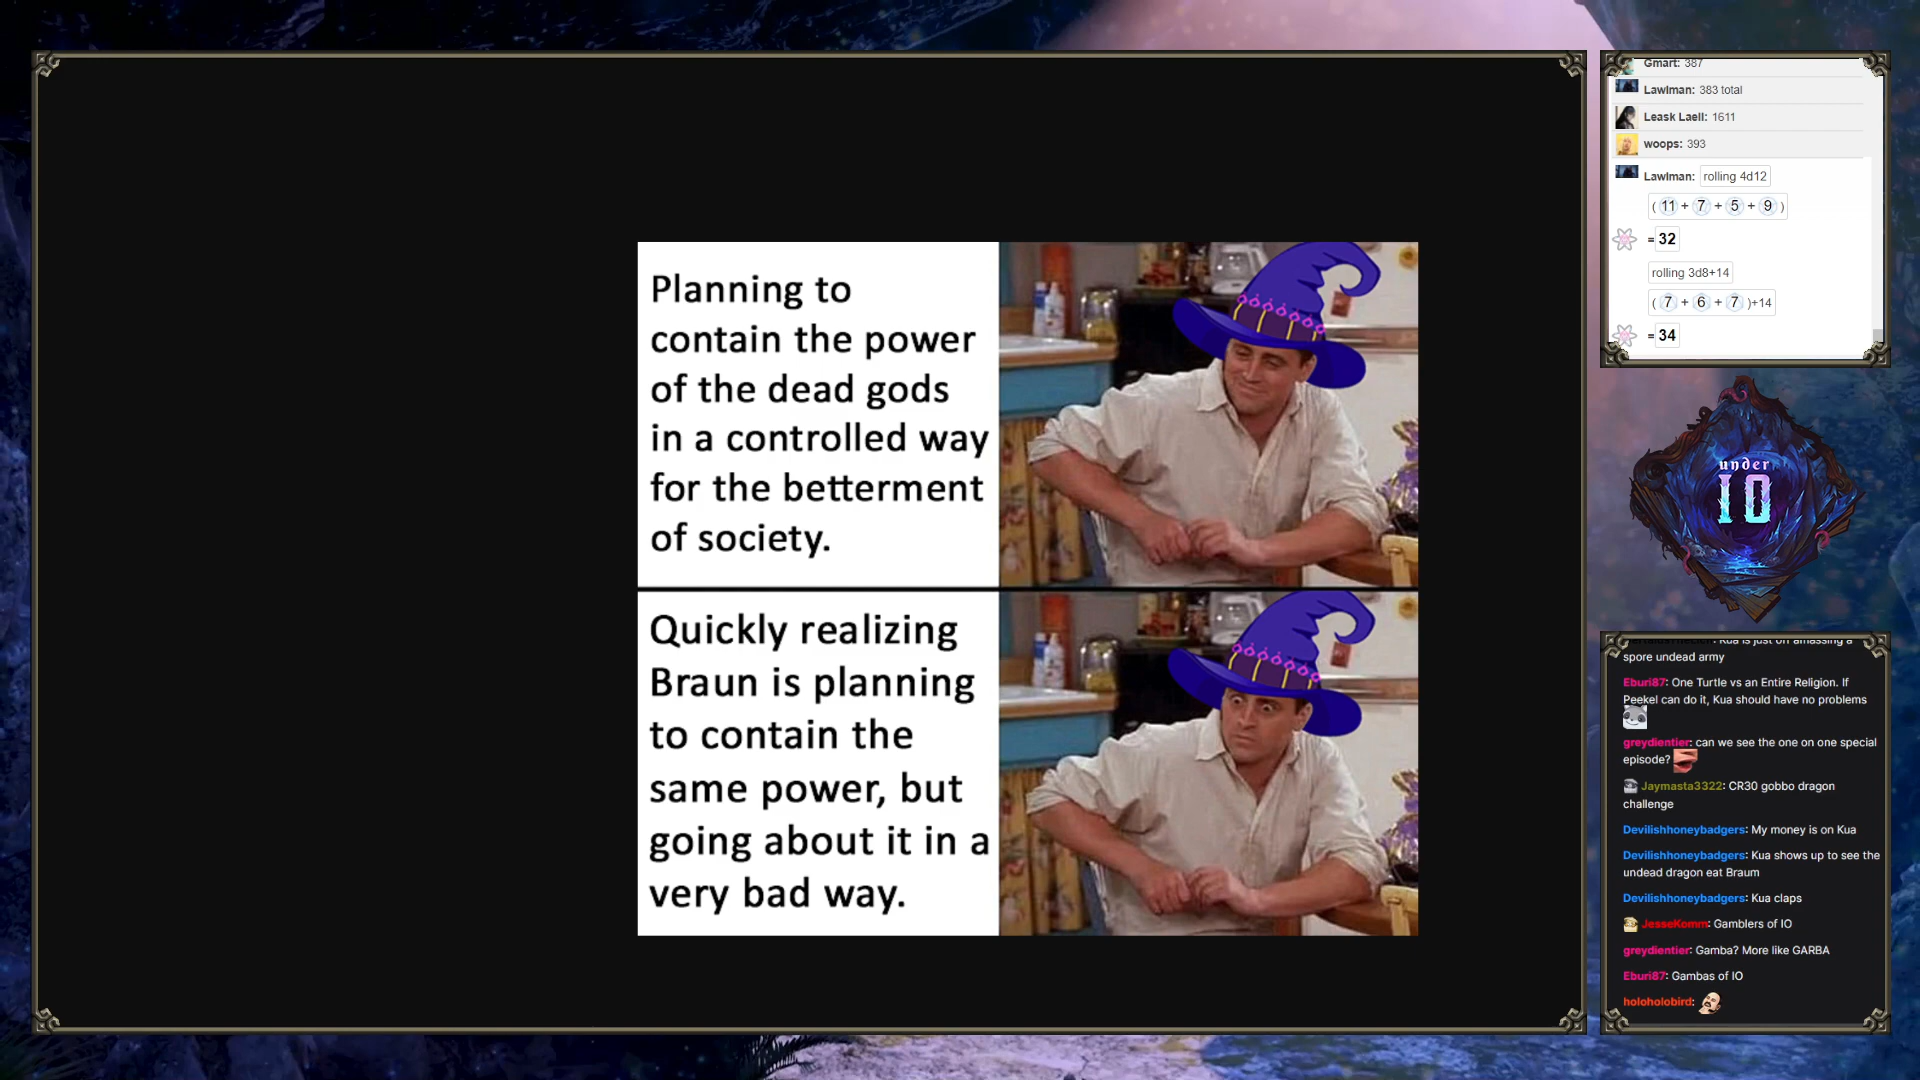 Planning to
contain the power
of the dead gods
in a controlled way
for the betterment
of society.
Quickly realizing
Braun is planning
to contain the
same power, but
going about it in a
very bad way.
Gmart: 387
Lawlman: 383 total
Leask Laell: 1611
woops: 393
Lawlman: rolling 4d12
( 11 + 7 + 5 + 9 )
= 32
rolling 3d8+14
( 7 + 6 + 7 )+14
= 34
under
IO
Kua is just on amassing a
spore undead army
Eburi87: One Turtle vs an Entire Religion. If
Peekel can do it, Kua should have no problems
greydientier: can we see the one on one special
episode?
Jaymasta3322: CR30 gobbo dragon
challenge
Devilishhoneybadgers: My money is on Kua
Devilishhoneybadgers: Kua shows up to see the
undead dragon eat Braum
Devilishhoneybadgers: Kua claps
JesseKomm: Gamblers of IO
greydientier: Gamba? More like GARBA
Eburi87: Gambas of IO
holoholobird: